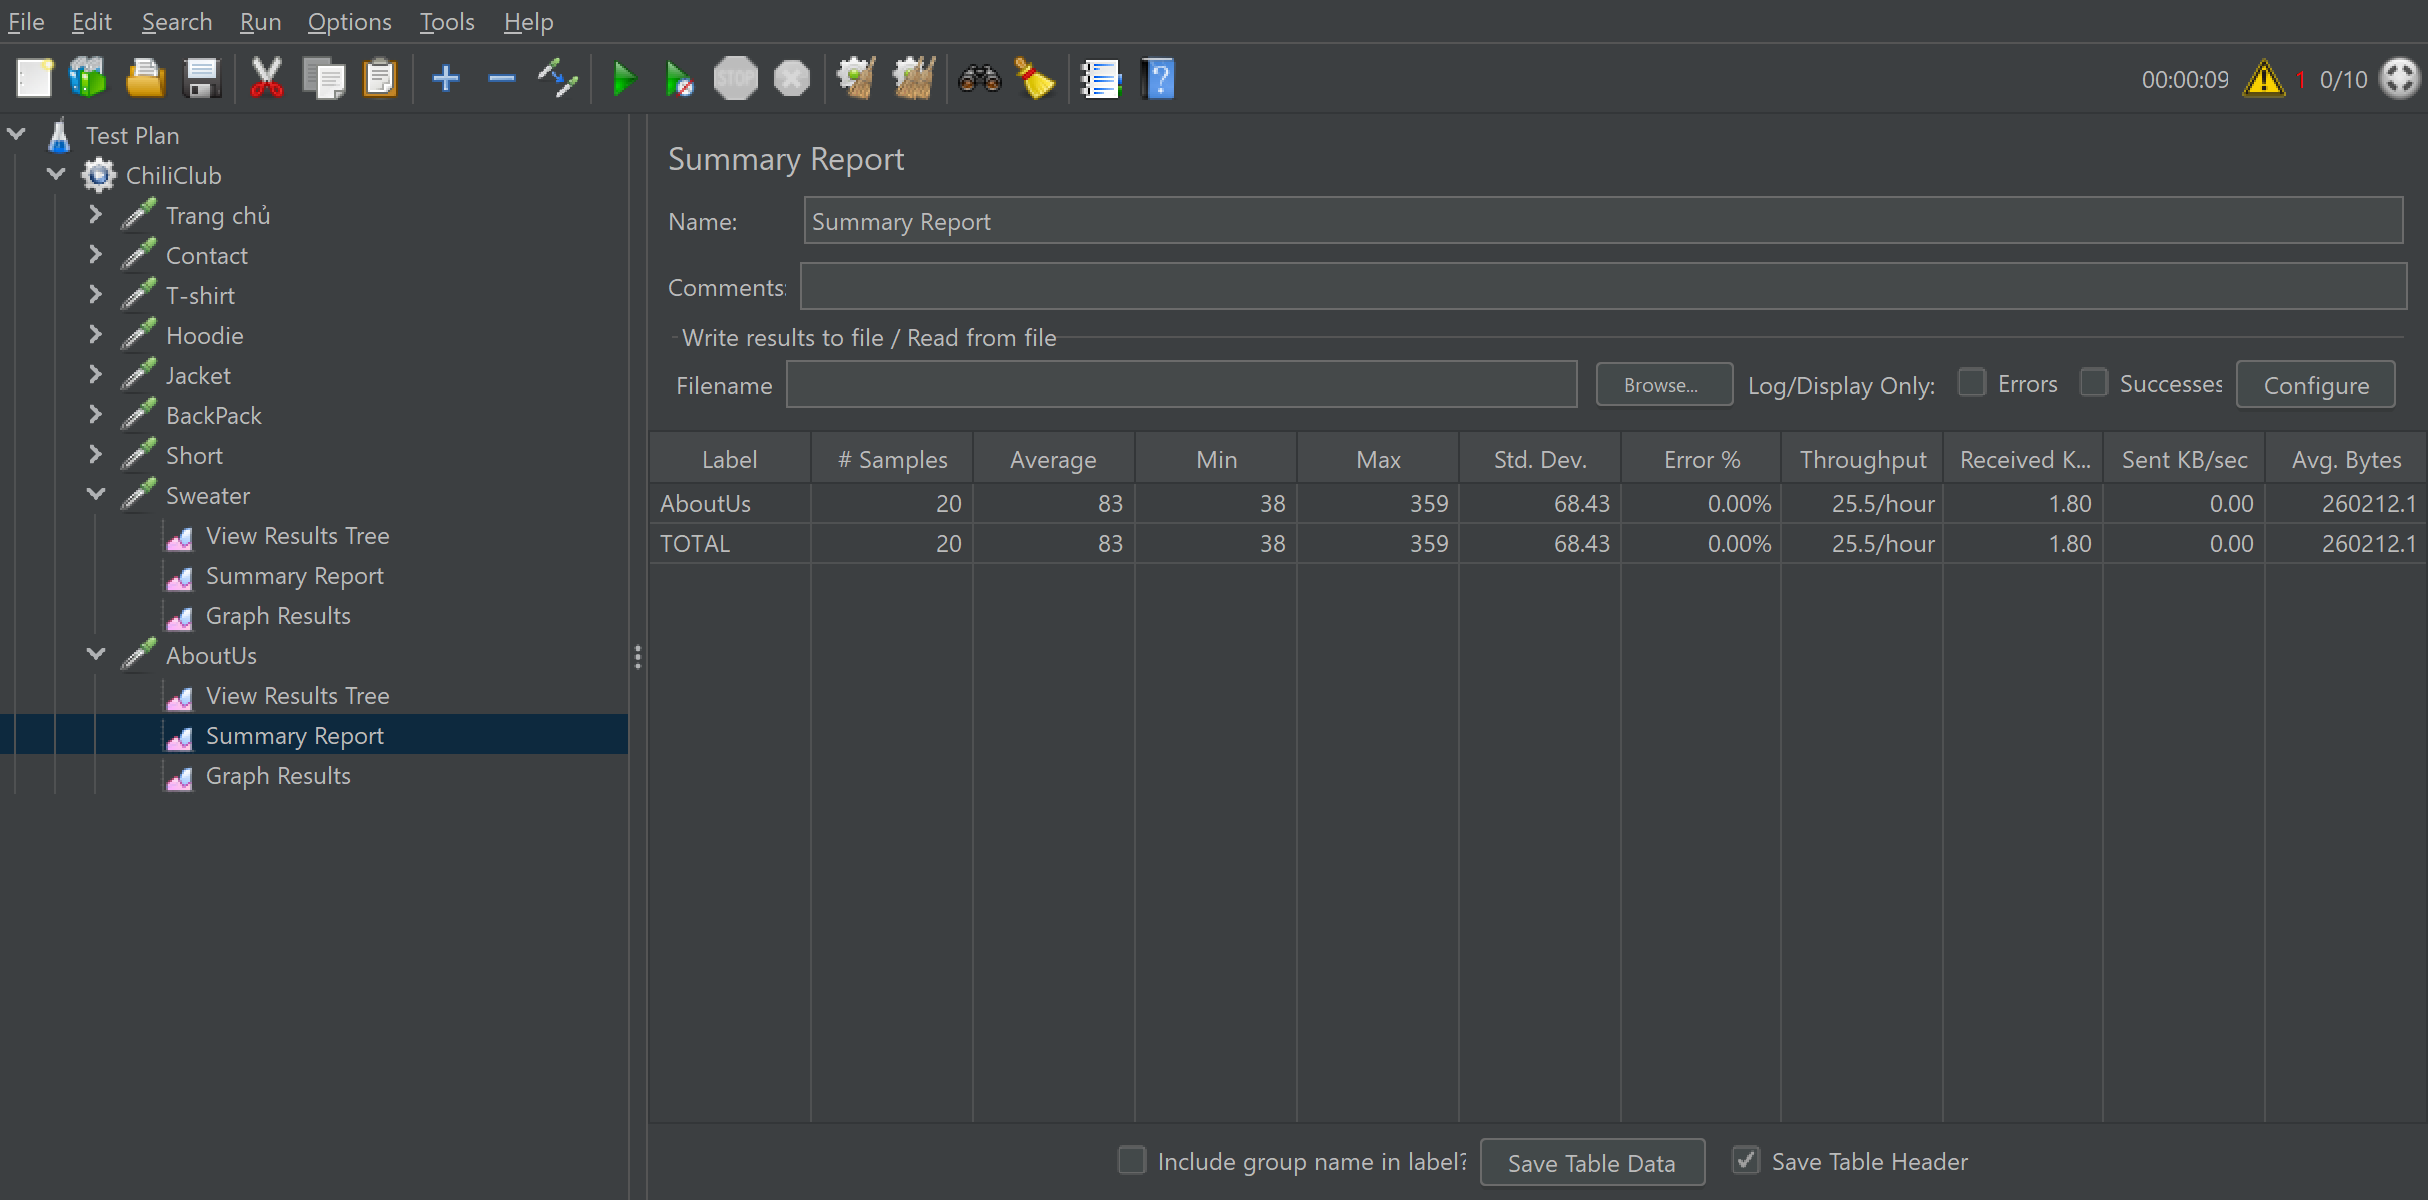 File Edit Search Run Options Tools Help
STOP
00:00:09 1 0/10
Test Plan
ChiliClub
Trang chủ
Contact
T-shirt
Hoodie
Jacket
BackPack
Short
Sweater
View Results Tree
Summary Report
Graph Results
AboutUs
View Results Tree
Summary Report
Graph Results
Summary Report
Name: Summary Report
Comments:
Write results to file / Read from file
Filename Browse... Log/Display Only: Errors Successes Configure
Label # Samples Average Min Max Std. Dev. Error % Throughput Received K... Sent KB/sec Avg. Bytes
AboutUs 20 83 38 359 68.43 0.00% 25.5/hour 1.80 0.00 260212.1
TOTAL 20 83 38 359 68.43 0.00% 25.5/hour 1.80 0.00 260212.1
Include group name in label? Save Table Data Save Table Header